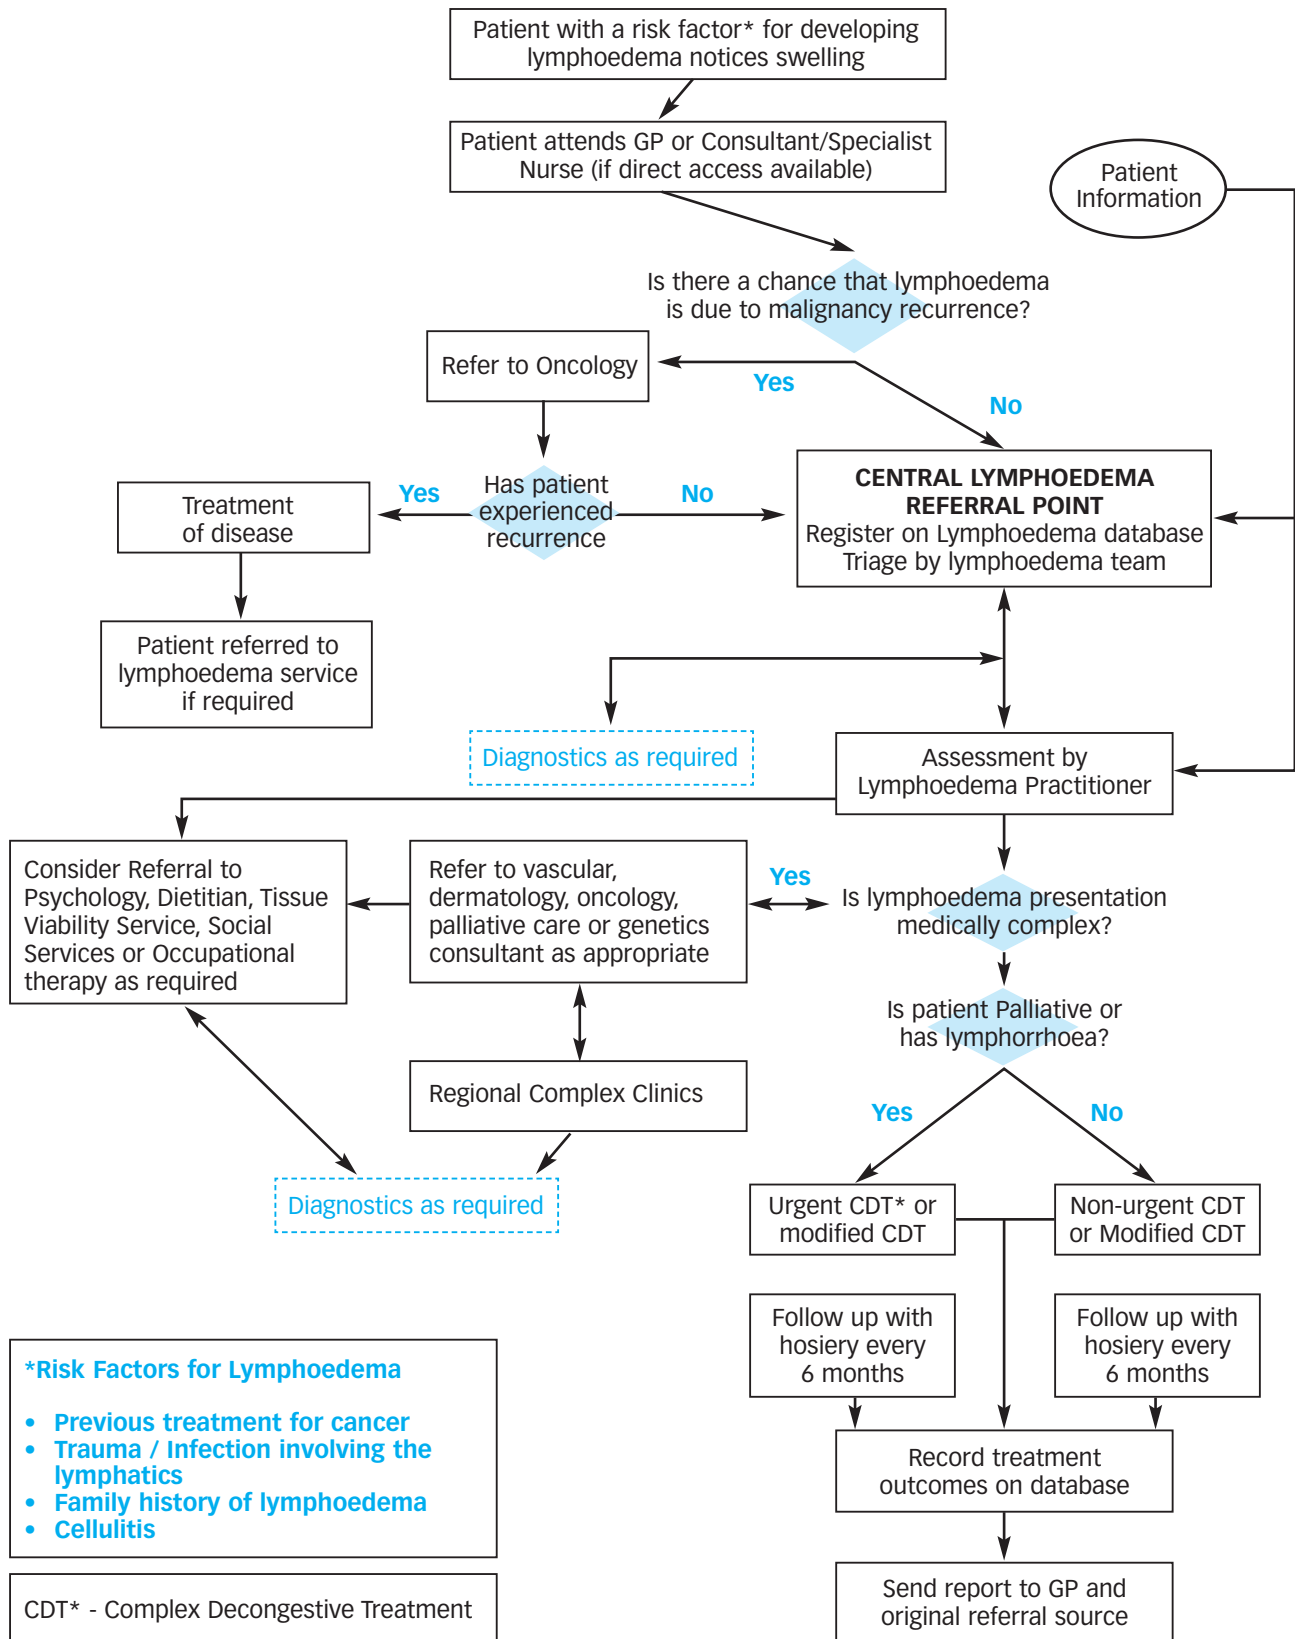 Patient with a risk factor* for developing
lymphoedema notices swelling
Patient attends GP or Consultant/Specialist
Nurse (if direct access available)
Patient
Information
Is there a chance that lymphoedema
is due to malignancy recurrence?
Refer to Oncology
Yes
No
Treatment
of disease
Yes
Has patient
experienced
recurrence
No
CENTRAL LYMPHOEDEMA
REFERRAL POINT
Register on Lymphoedema database
Triage by lymphoedema team
Patient referred to
lymphoedema service
if required
Diagnostics as required
Assessment by
Lymphoedema Practitioner
Consider Referral to
Psychology, Dietitian, Tissue
Viability Service, Social
Services or Occupational
therapy as required
Refer to vascular,
dermatology, oncology,
palliative care or genetics
consultant as appropriate
Yes
Is lymphoedema presentation
medically complex?
Is patient Palliative or
has lymphorrhoea?
Regional Complex Clinics
Yes
No
Diagnostics as required
Urgent CDT* or
modified CDT
Non-urgent CDT
or Modified CDT
Follow up with
hosiery every
6 months
Follow up with
hosiery every
6 months
*Risk Factors for Lymphoedema
• Previous treatment for cancer
• Trauma / Infection involving the
lymphatics
• Family history of lymphoedema
• Cellulitis
Record treatment
outcomes on database
CDT* - Complex Decongestive Treatment
Send report to GP and
original referral source